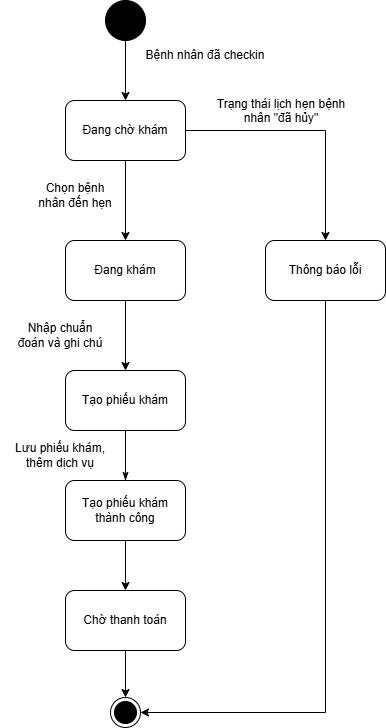 Bệnh nhân đã checkin
Trạng thái lịch hẹn bệnh
nhân "đã hủy"
Đang chờ khám
Chọn bệnh
nhân đến hẹn
Đang khám
Thông báo lỗi
Nhập chuẩn
đoán và ghi chú
Tạo phiếu khám
Lưu phiếu khám,
thêm dịch vụ
Tạo phiếu khám
thành công
Chờ thanh toán